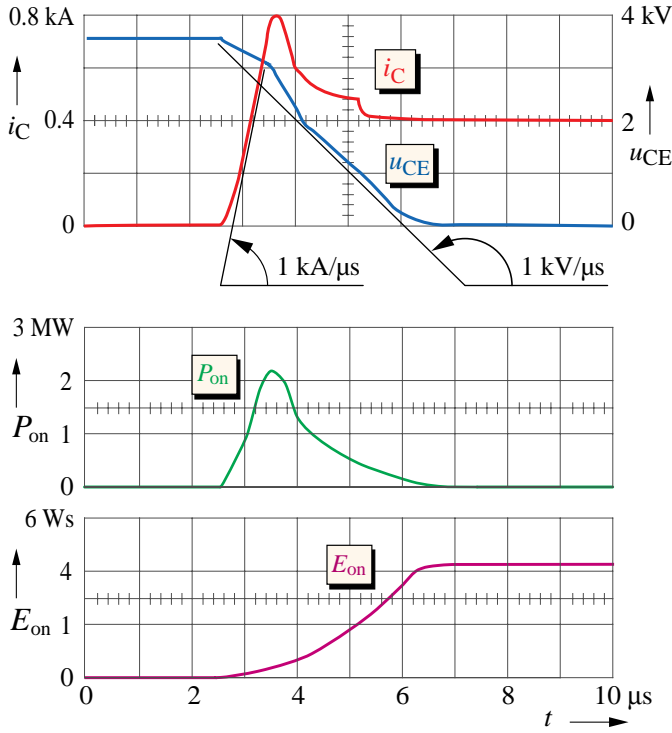 0.8 kA
4 kV
i_C
i_C
0.4
2
u_CE
u_CE
0
0
1 kA/μs
1 kV/μs
3 MW
P_on
2
P_on
1
0
6 Ws
E_on
4
E_on
1
0
0
2
4
6
8
10 μs
t